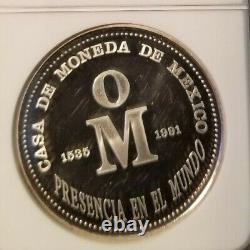 CASA DE MONEDA DE MEXICO
O
M
1535 1991
PRESENCIA EN EL MUNDO